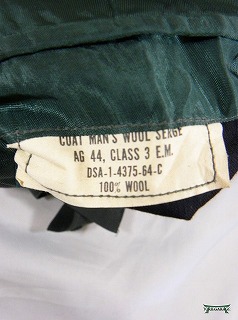 COAT MAN'S WOOL SERGE
AG 44, CLASS 3 E.M.
DSA-1-4375-64-C
100% WOOL